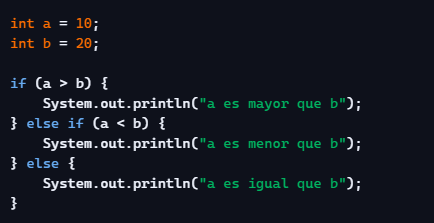 int a = 10;
int b = 20;

if (a > b) {
    System.out.println("a es mayor que b");
} else if (a < b) {
    System.out.println("a es menor que b");
} else {
    System.out.println("a es igual que b");
}